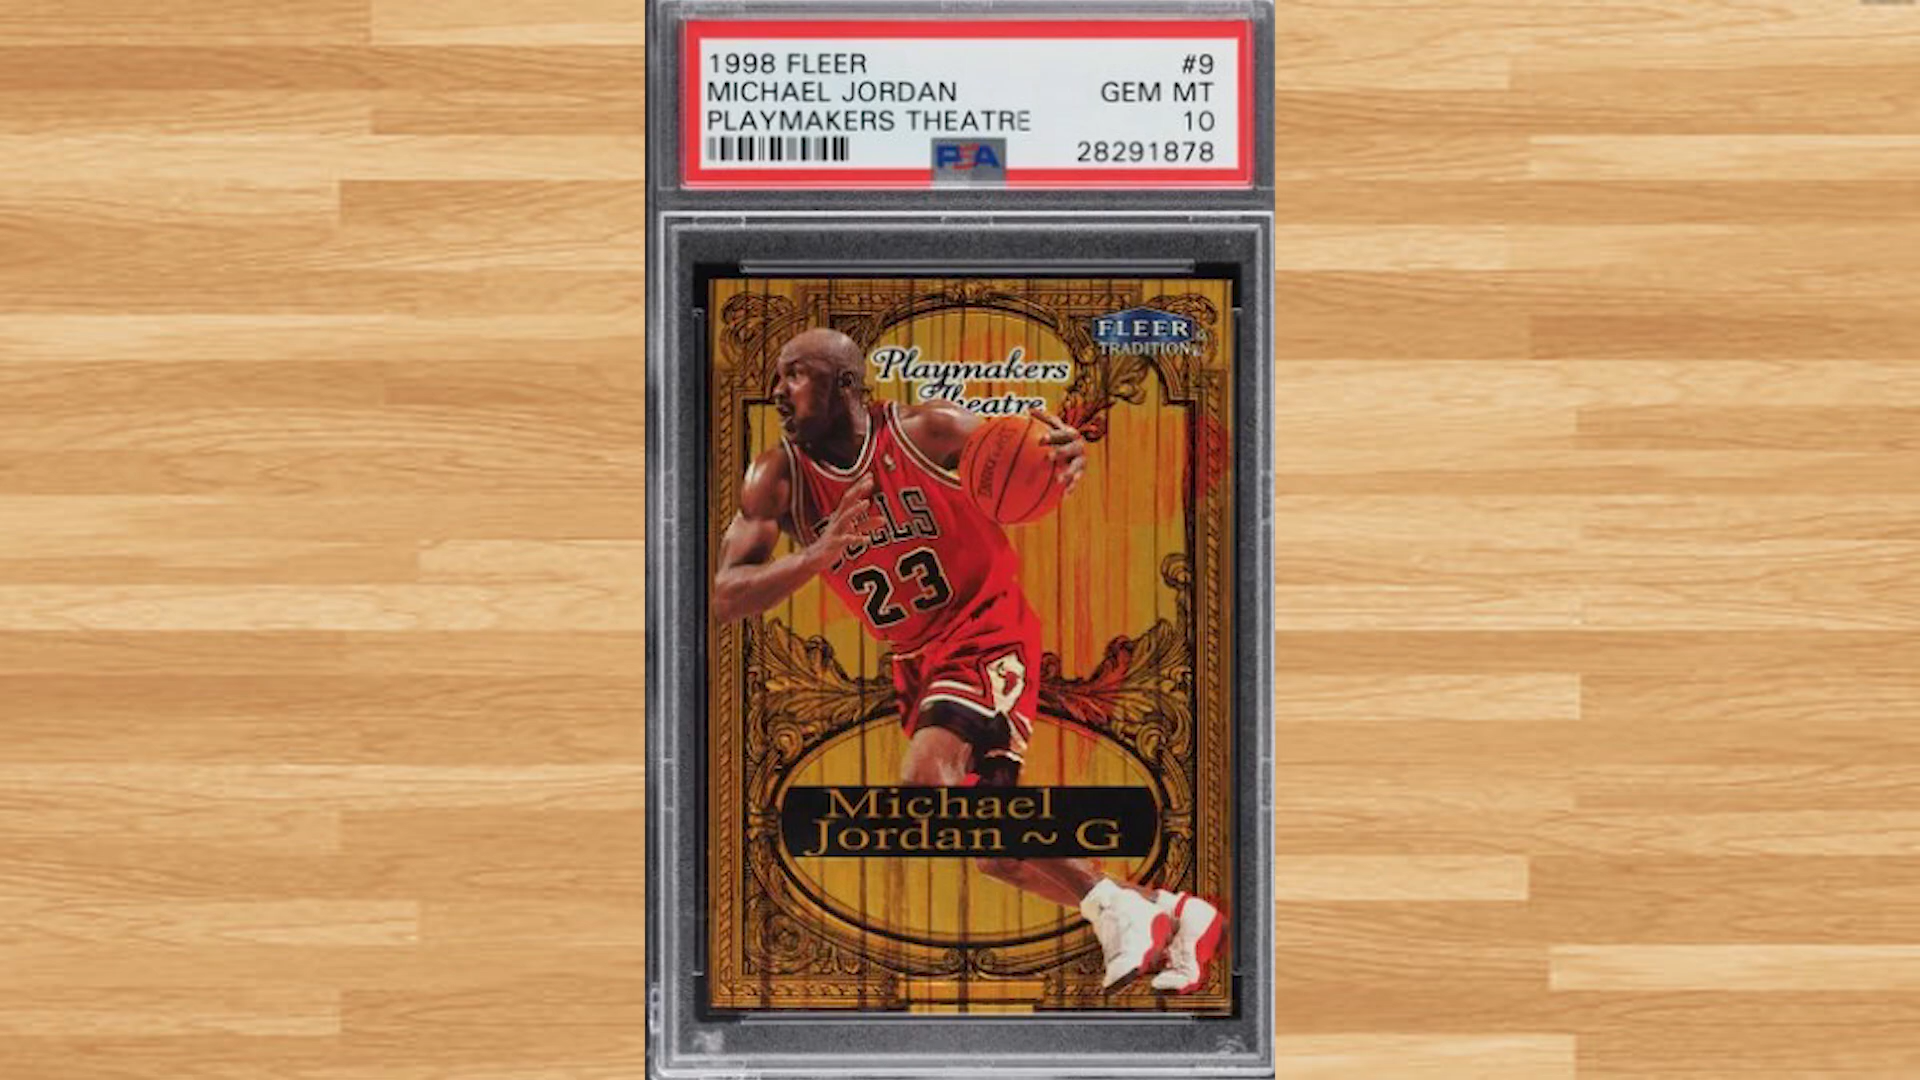 1998 FLEER #9
MICHAEL JORDAN GEM MT
PLAYMAKERS THEATRE 10
PSA 28291878
FLEER
TRADITION
Playmakers
Theatre
SPALDING
BULLS
23
Michael
Jordan ~ G